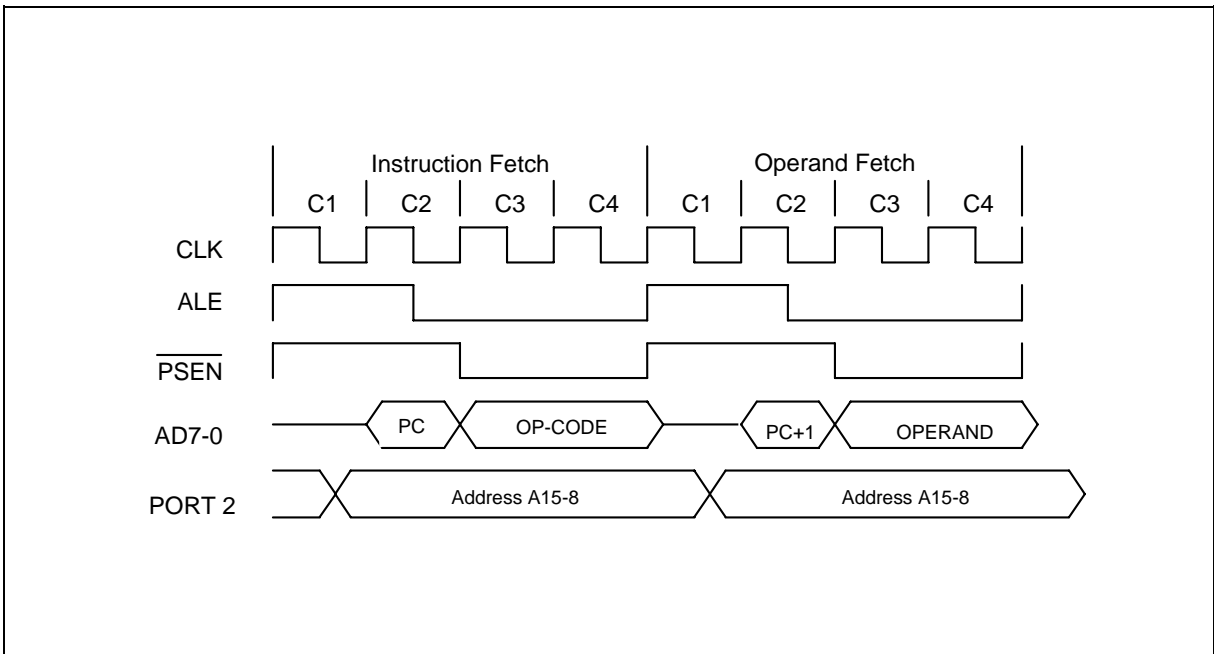 Instruction Fetch Operand Fetch
C1 C2 C3 C4 C1 C2 C3 C4
CLK
ALE
PSEN
AD7-0 PC OP-CODE PC+1 OPERAND
PORT 2 Address A15-8 Address A15-8